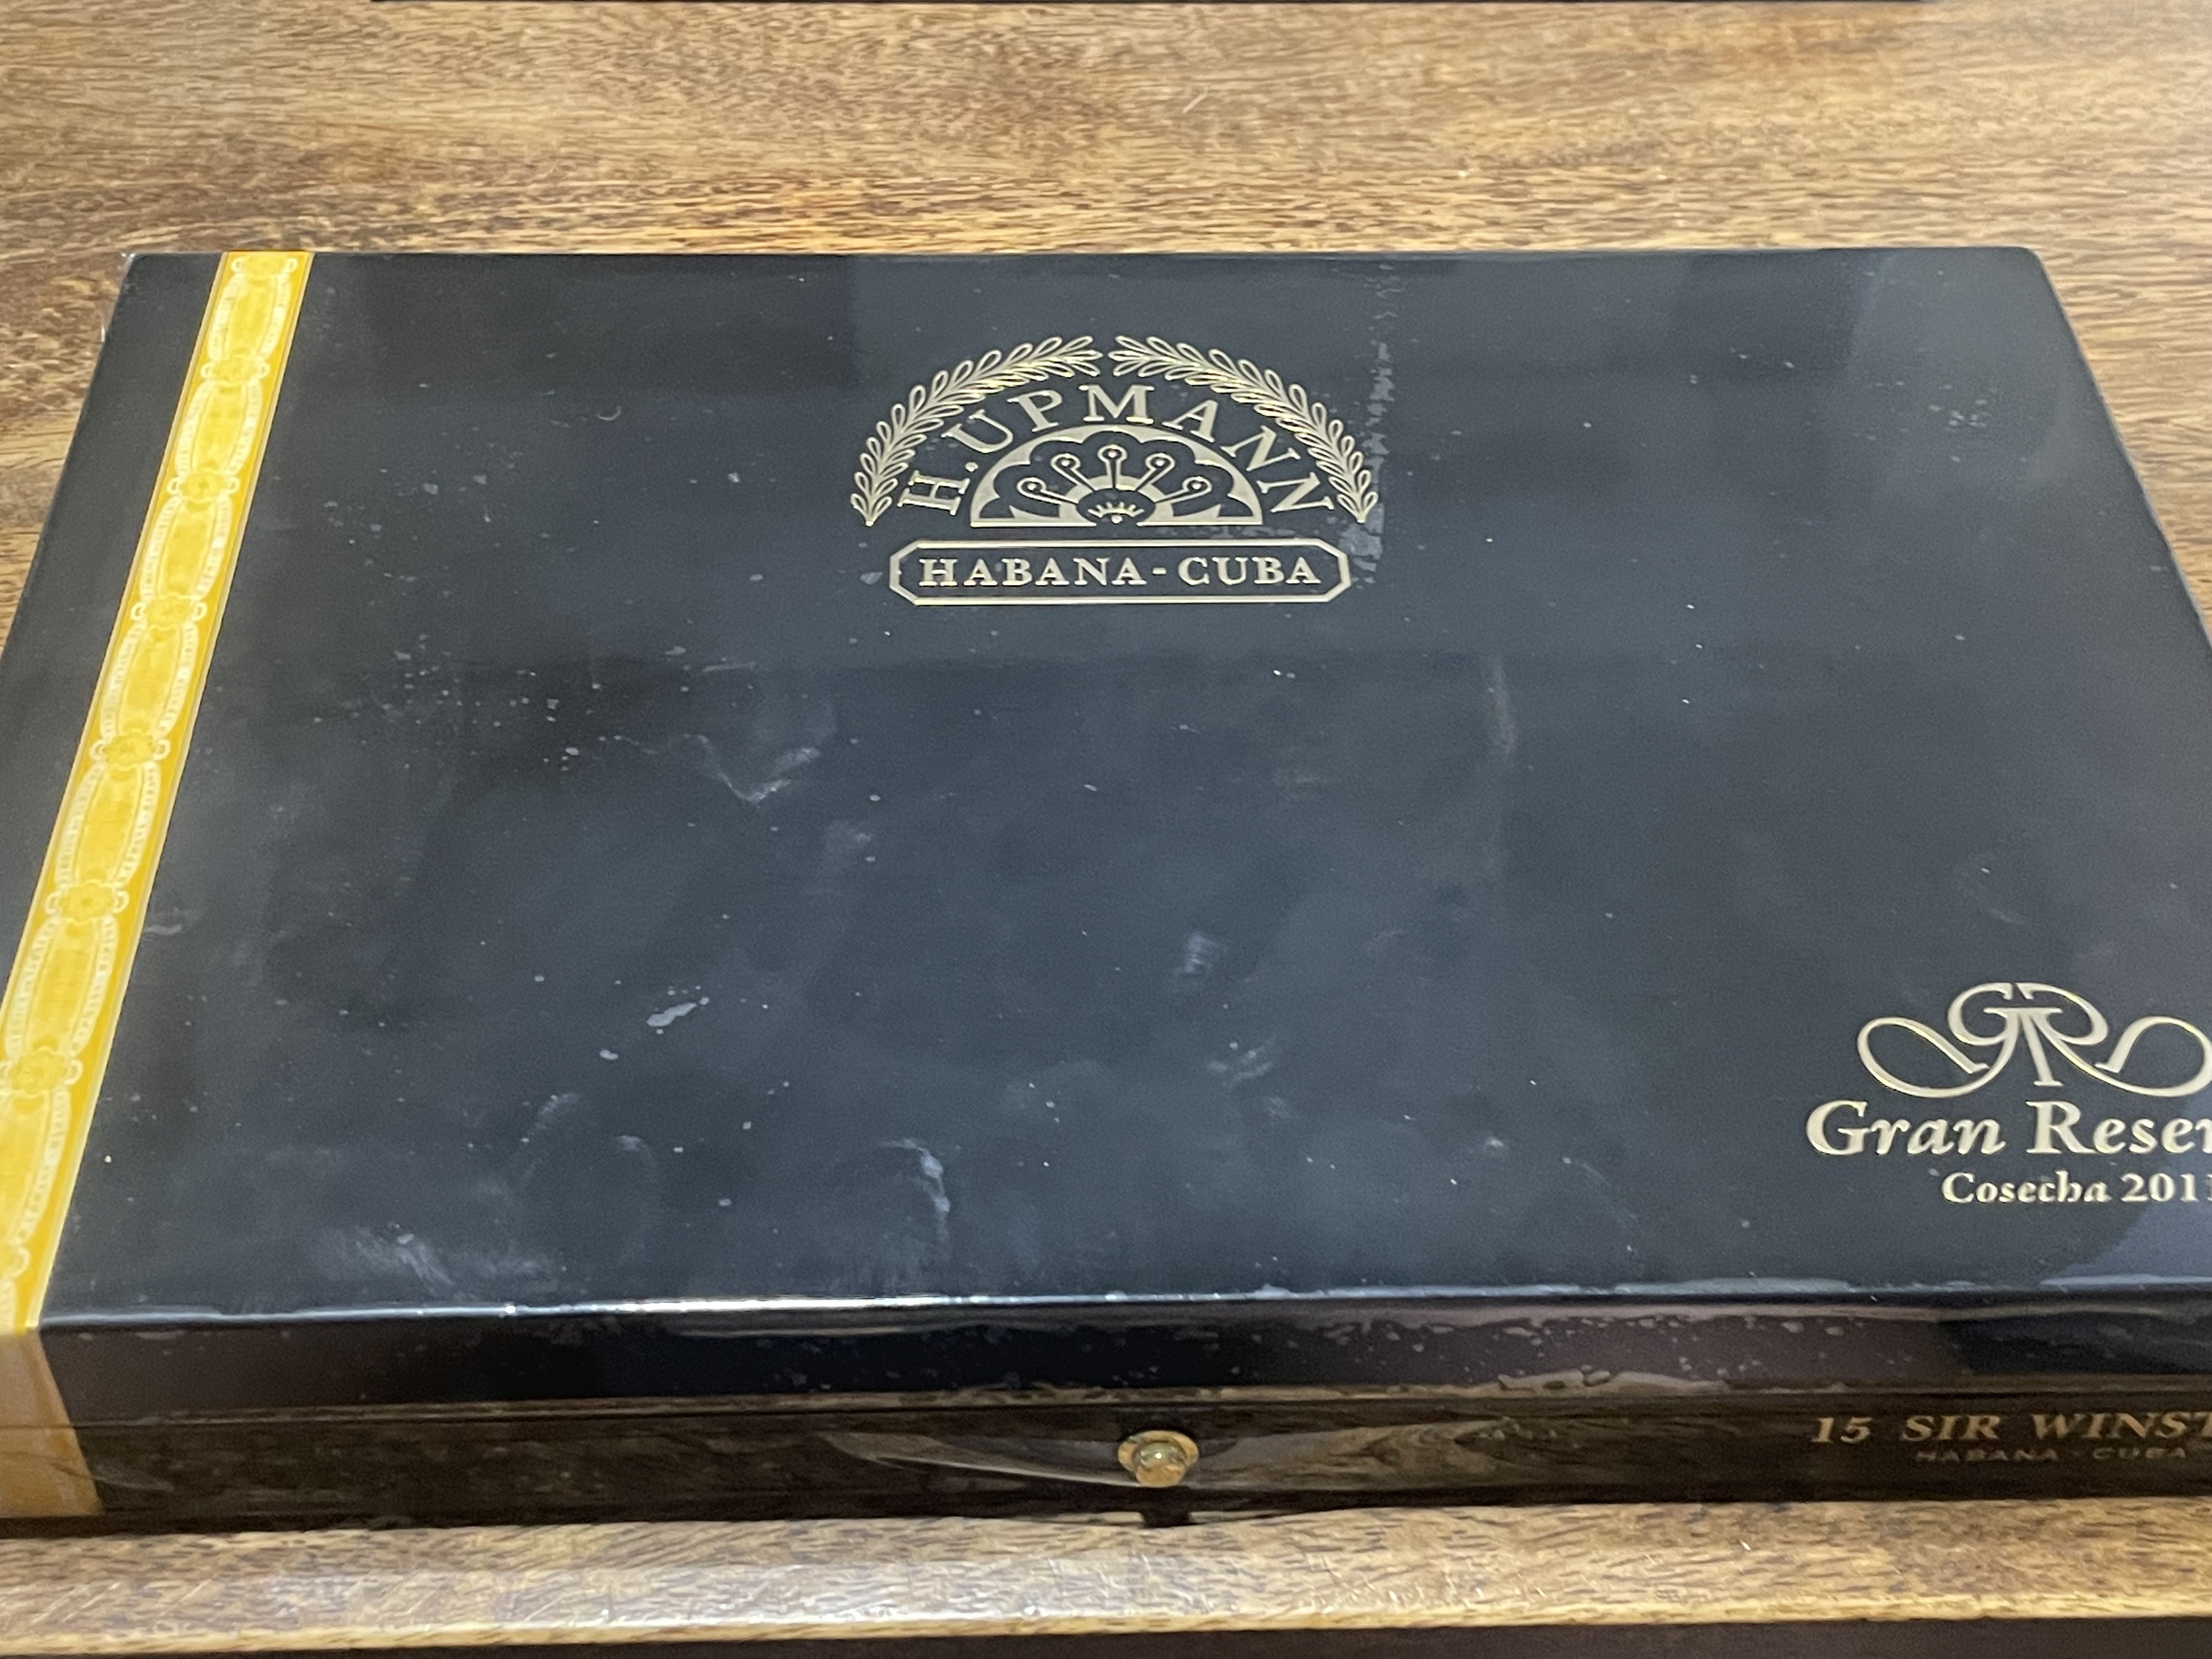 H. UPMANN
HABANA-CUBA
GR
Gran Reser
Cosecha 2011
15 SIR WINST
HABANA - CUBA